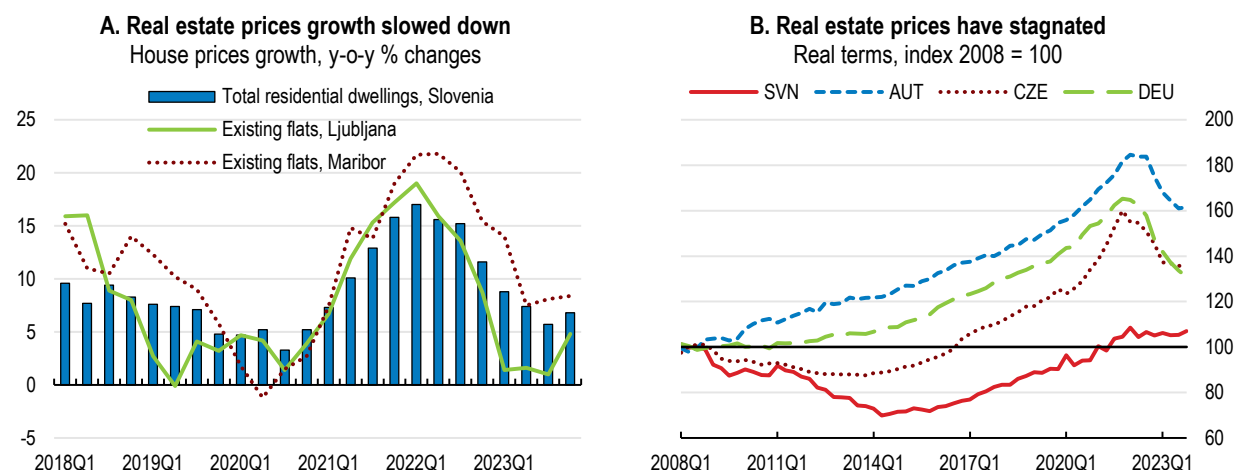 A. Real estate prices growth slowed down
House prices growth, y-o-y % changes
Total residential dwellings, Slovenia
Existing flats, Ljubljana
Existing flats, Maribor
25
20
15
10
5
0
-5
2018Q1 2019Q1 2020Q1 2021Q1 2022Q1 2023Q1
B. Real estate prices have stagnated
Real terms, index 2008 = 100
SVN AUT CZE DEU
200
180
160
140
120
100
80
60
2008Q1 2011Q1 2014Q1 2017Q1 2020Q1 2023Q1